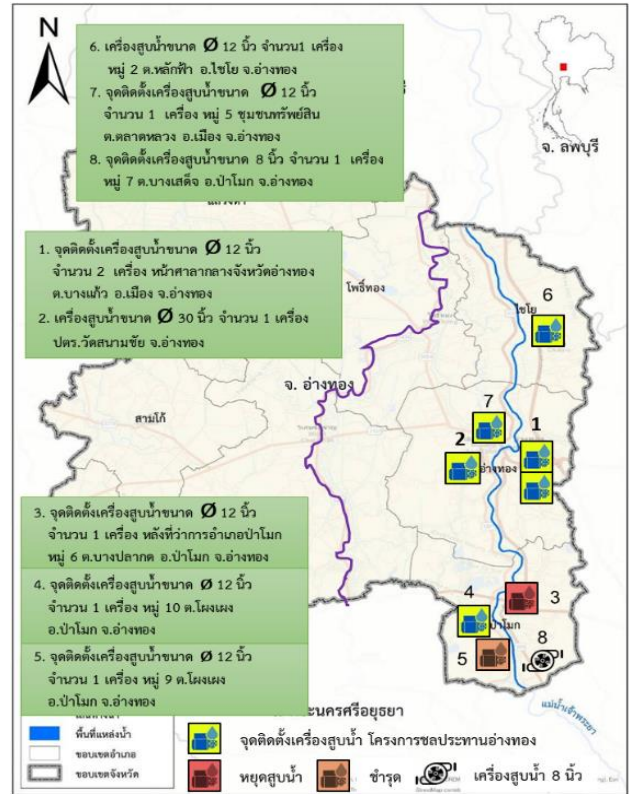 N
6. เครื่องสูบน้ำขนาด Ø 12 นิ้ว จำนวน1 เครื่อง
หมู่ 2 ต.หลักฟ้า อ.ไชโย จ.อ่างทอง
7. จุดติดตั้งเครื่องสูบน้ำขนาด Ø 12 นิ้ว
จำนวน 1 เครื่อง หมู่ 5 ชุมชนทรัพย์สิน
ต.ตลาดหลวง อ.เมือง จ.อ่างทอง
8. จุดติดตั้งเครื่องสูบน้ำขนาด 8 นิ้ว จำนวน 1 เครื่อง
หมู่ 7 ต.บางเสด็จ อ.ป่าโมก จ.อ่างทอง
จ. ลพบุรี
1. จุดติดตั้งเครื่องสูบน้ำขนาด Ø 12 นิ้ว
จำนวน 2 เครื่อง หน้าศาลากลางจังหวัดอ่างทอง
ต.บางแก้ว อ.เมือง จ.อ่างทอง
2. เครื่องสูบน้ำขนาด Ø 30 นิ้ว จำนวน 1 เครื่อง
ปตร.วัดสนามชัย จ.อ่างทอง
โพธิ์ทอง
6
ไชโย
จ. อ่างทอง
สามโก้
7
1
2
อ่างทอง
3. จุดติดตั้งเครื่องสูบน้ำขนาด Ø 12 นิ้ว
จำนวน 1 เครื่อง หลังที่ว่าการอำเภอป่าโมก
หมู่ 6 ต.บางปลากด อ.ป่าโมก จ.อ่างทอง
4. จุดติดตั้งเครื่องสูบน้ำขนาด Ø 12 นิ้ว
จำนวน 1 เครื่อง หมู่ 10 ต.โผงเผง
อ.ป่าโมก จ.อ่างทอง
5. จุดติดตั้งเครื่องสูบน้ำขนาด Ø 12 นิ้ว
จำนวน 1 เครื่อง หมู่ 9 ต.โผงเผง
อ.ป่าโมก จ.อ่างทอง
4
3
ป่าโมก
5
8
แม่น้ำเจ้าพระยา
ะนครศรีอยุธยา
พื้นที่แหล่งน้ำ
ขอบเขตอำเภอ
ขอบเขตจังหวัด
จุดติดตั้งเครื่องสูบน้ำ โครงการชลประทานอ่างทอง
หยุดสูบน้ำ
ชำรุด
เครื่องสูบน้ำ 8 นิ้ว